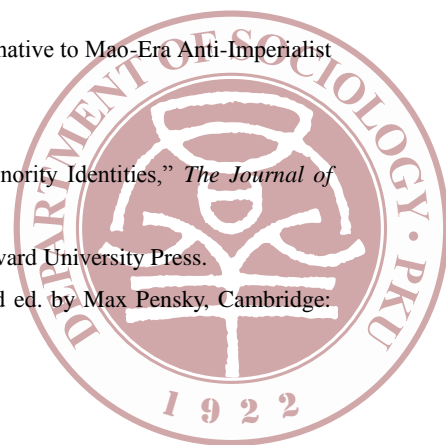 native to Mao-Era Anti-Imperialist
nority Identities,” The Journal of
vard University Press.
d ed. by Max Pensky, Cambridge:
DEPARTMENT OF SOCIOLOGY · PKU
1922